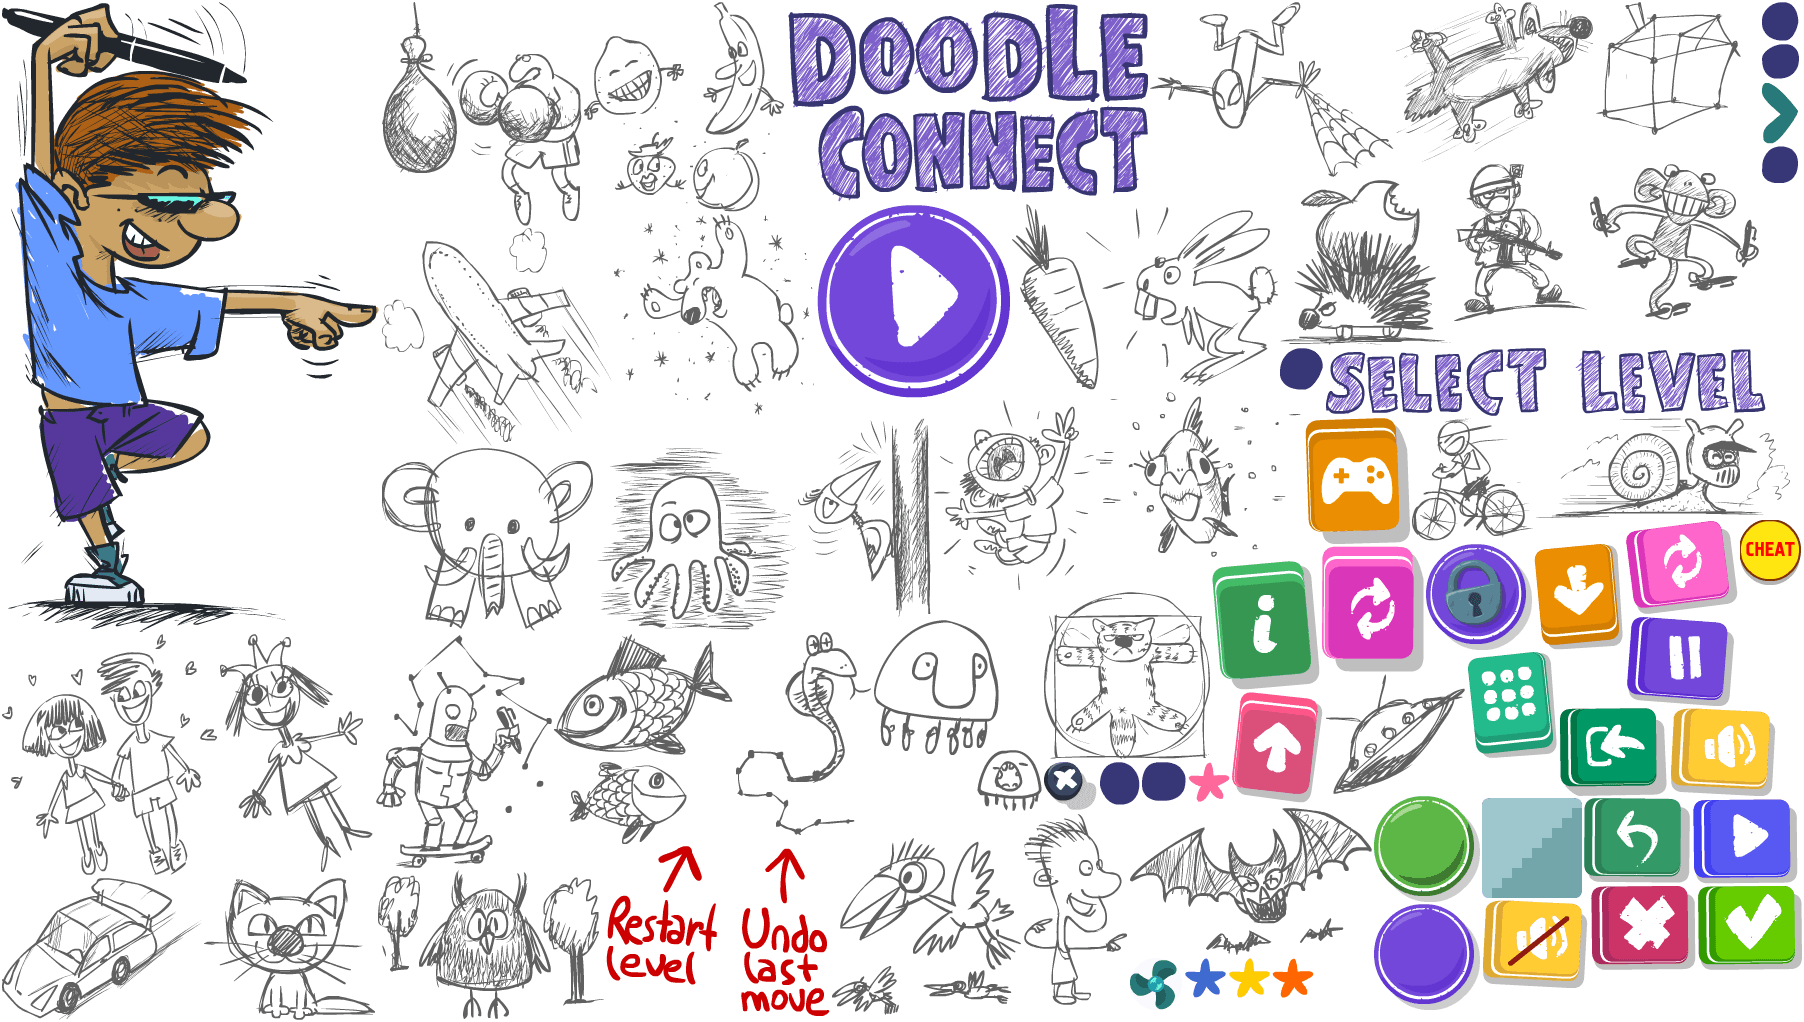 DOODLE
CONNECT
SELECT LEVEL
CHEAT
Restart
level
Undo
last
move